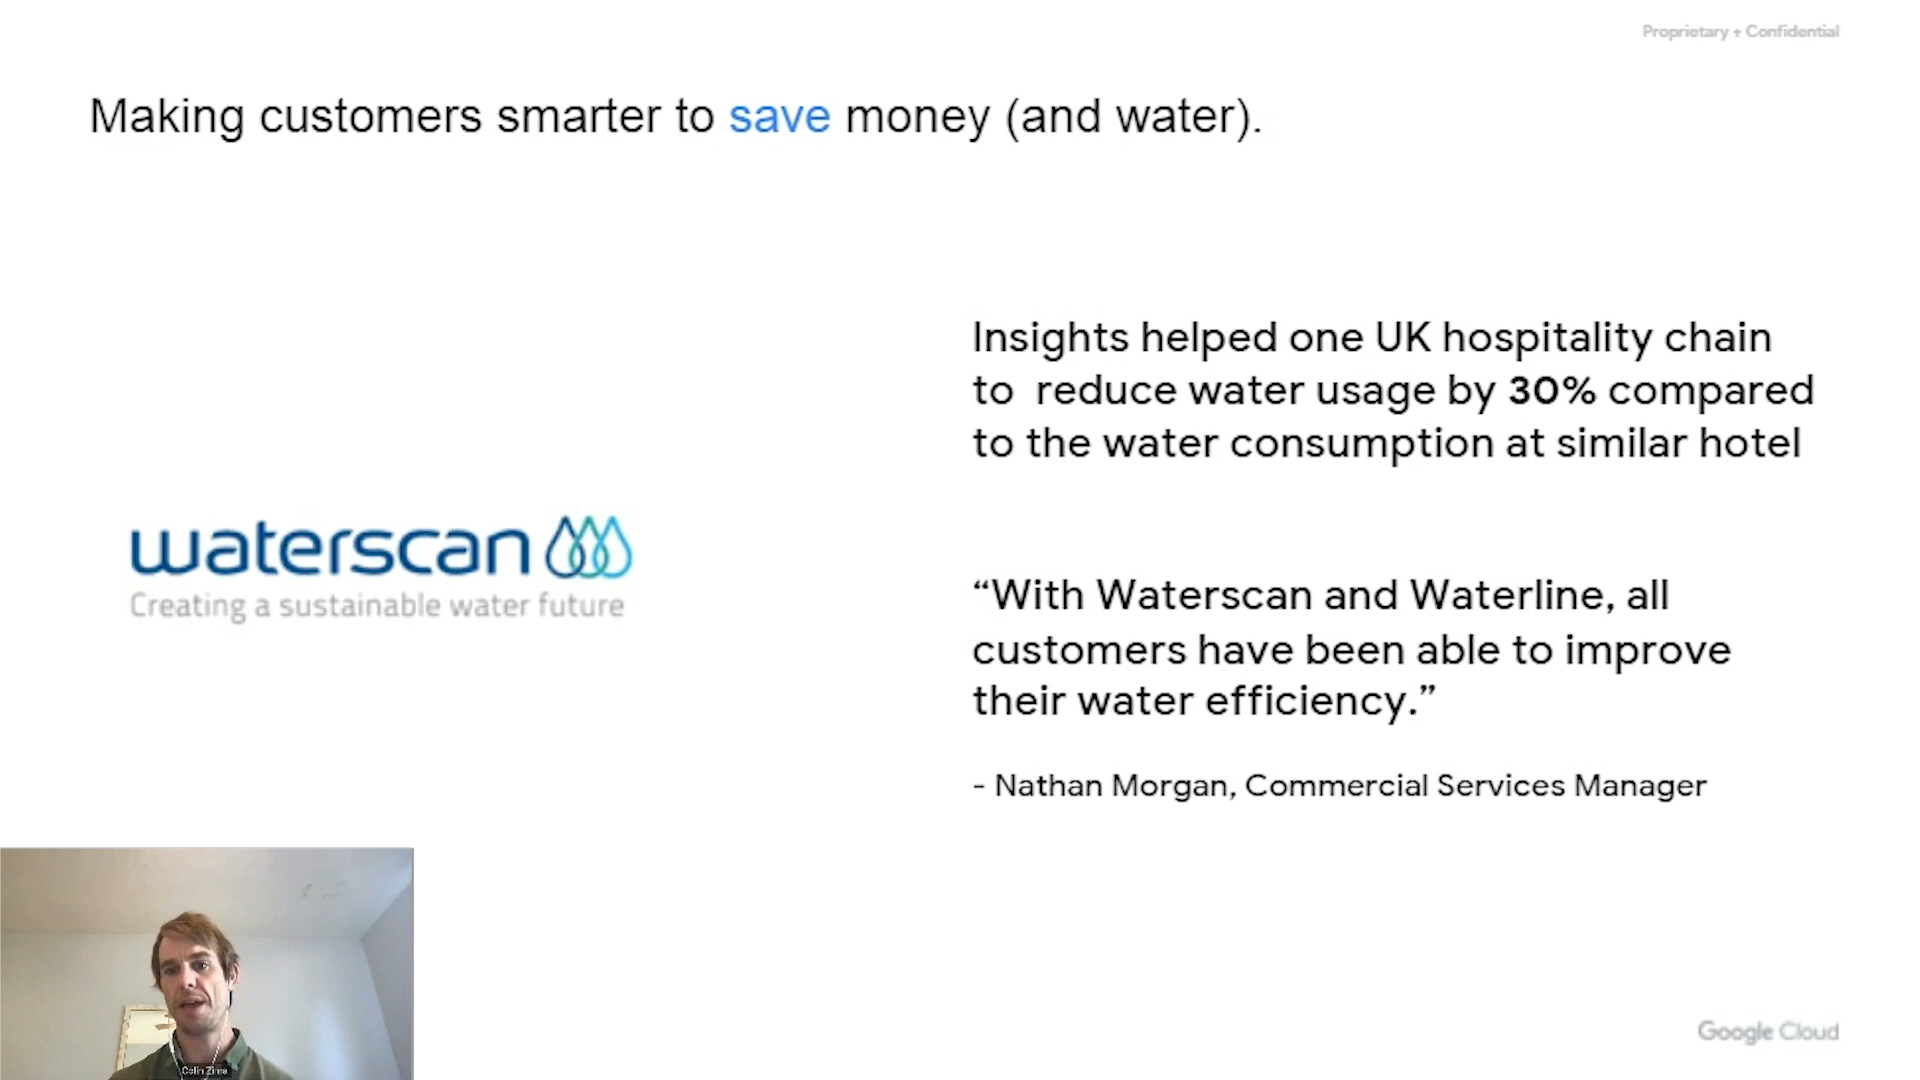 Proprietary + Confidential
Making customers smarter to save money (and water).
Insights helped one UK hospitality chain
to reduce water usage by 30% compared
to the water consumption at similar hotel
waterscan
Creating a sustainable water future
“With Waterscan and Waterline, all
customers have been able to improve
their water efficiency.”
- Nathan Morgan, Commercial Services Manager
Colin Zima
Google Cloud